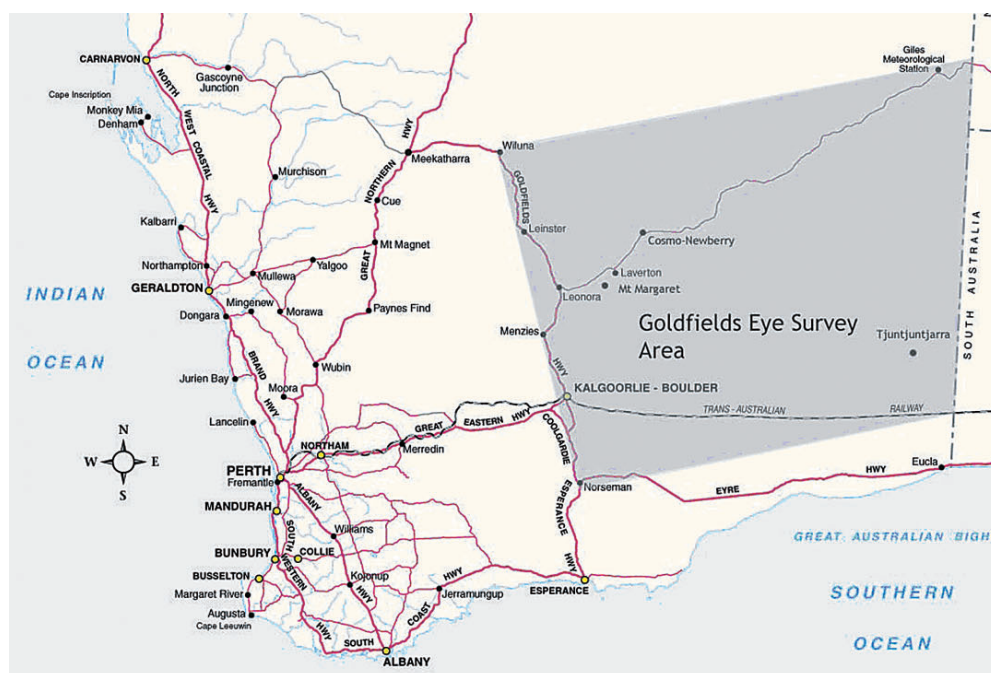 CARNARVON
Gascoyne
Junction
Giles
Meteorological
Station
Cape Inscription
Monkey Mia
Denham
NORTH
WEST COASTAL
HWY
Murchison
Meekatharra
HWY
NORTHERN
GREAT
Cue
Wiluna
GOLDFIELDS
HWY
Leinster
Cosmo-Newberry
Laverton
Mt Margaret
Leonora
Menzies
Goldfields Eye Survey
Area
Tjuntjuntjarra
SOUTH AUSTRALIA
Kalbarri
Northampton
GERALDTON
Mullewa
Yalgoo
Mt Magnet
INDIAN
OCEAN
Dongara
Mingenew
Morawa
Paynes Find
Wubin
Jurien Bay
BRAND
HWY
Moora
Lancelin
KALGOORLIE - BOULDER
TRANS - AUSTRALIAN
RAILWAY
GREAT
EASTERN
HWY
COOLGARDIE
ESPERANCE
HWY
NORTHAM
Merredin
N
W
E
S
PERTH
Fremantle
MANDURAH
ALBANY
HWY
Norseman
EYRE
HWY
Eucla
Williams
SOUTH
WESTERN
HWY
BUNBURY
COLLIE
BUSSELTON
Kojonup
Margaret River
Augusta
Cape Leeuwin
Jerramungup
SOUTH
COAST
HWY
ESPERANCE
ALBANY
GREAT AUSTRALIAN BIGH
SOUTHERN
OCEAN